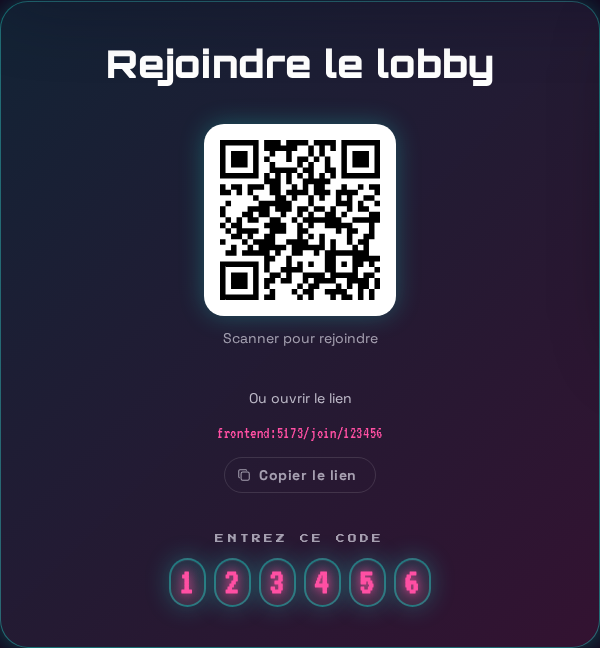 Rejoindre le lobby
Scanner pour rejoindre
Ou ouvrir le lien
frontend:5173/join/123456
Copier le lien
ENTREZ CE CODE
1 2 3 4 5 6